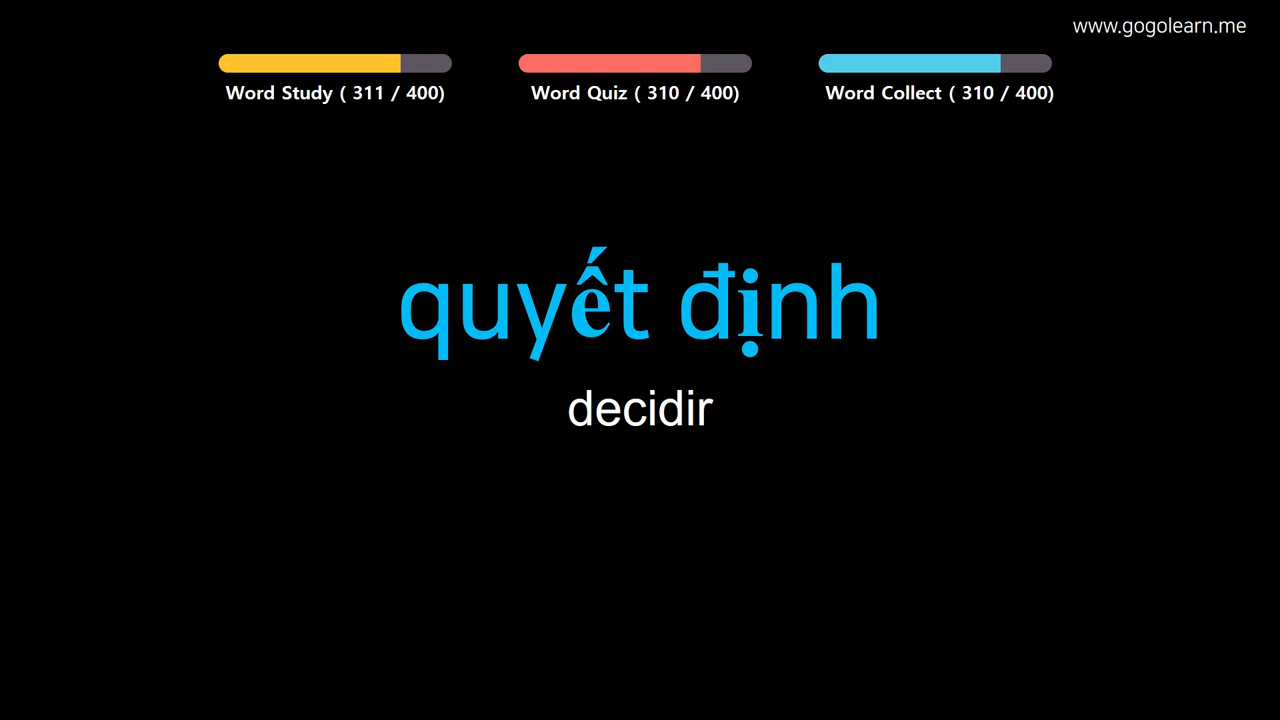 www.gogolearn.me
Word Study ( 311 / 400)
Word Quiz ( 310 / 400)
Word Collect ( 310 / 400)
quyết định
decidir